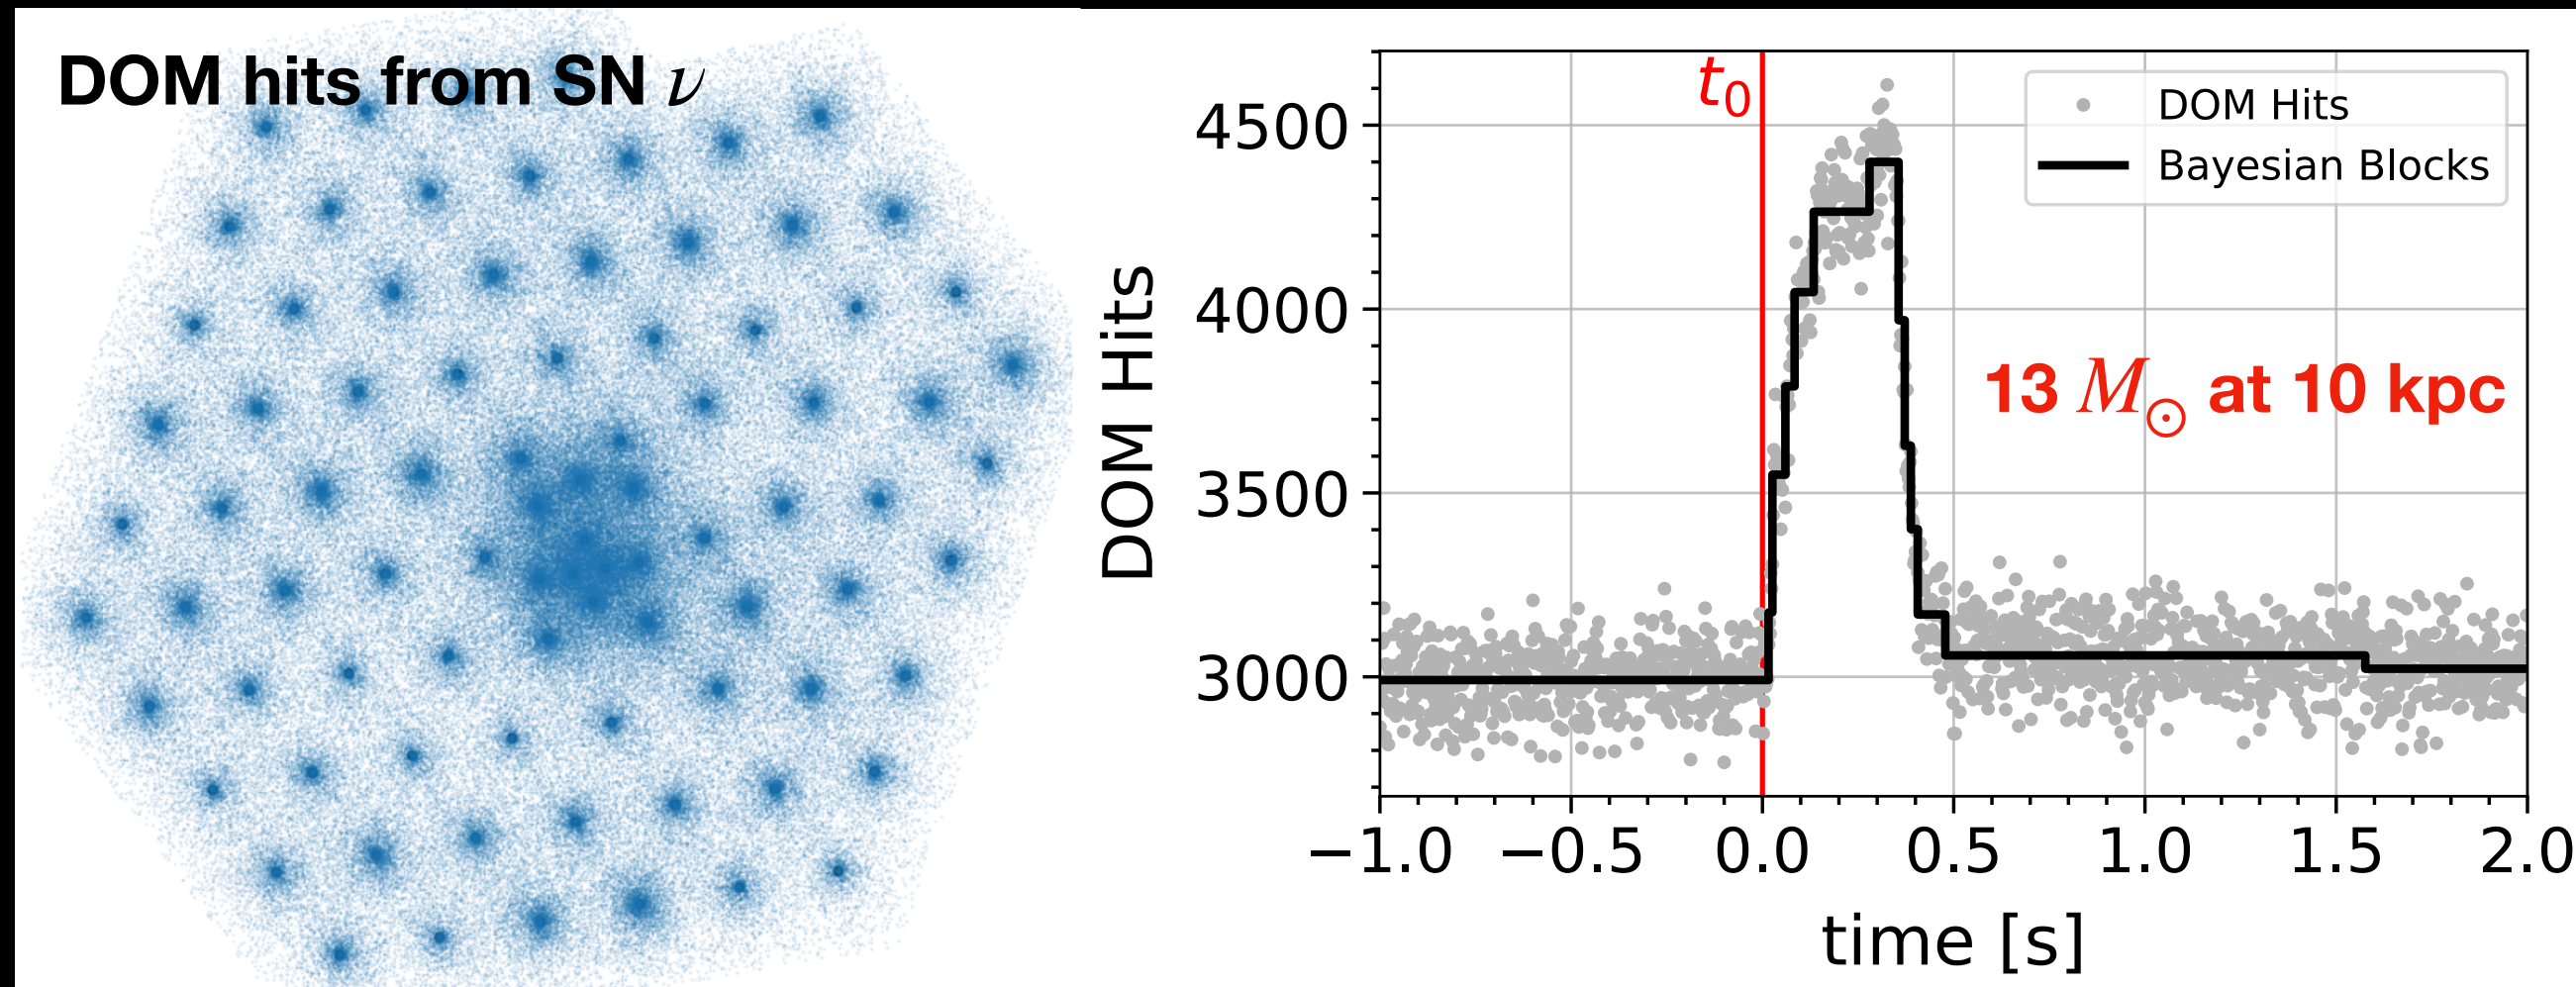 DOM hits from SN ν
t₀
DOM Hits
Bayesian Blocks
13 M☉ at 10 kpc
DOM Hits
4500
4000
3500
3000
−1.0 −0.5 0.0 0.5 1.0 1.5 2.0
time [s]